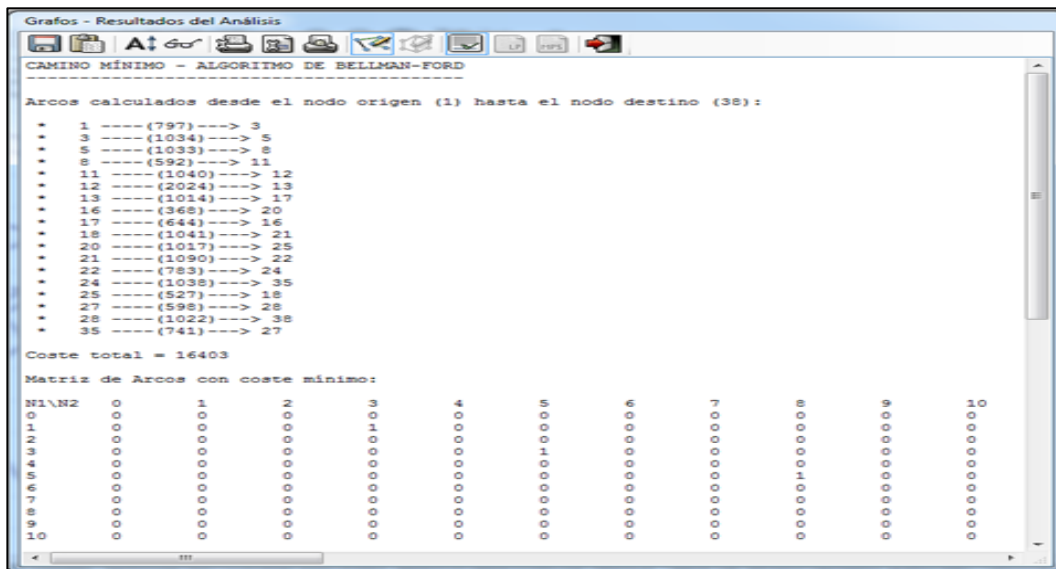 Grafos - Resultados del Análisis
CAMINO MÍNIMO - ALGORITMO DE BELLMAN-FORD
-----------------------------------------
Arcos calculados desde el nodo origen (1) hasta el nodo destino (38):
* 1 ----(797)---> 3
* 3 ----(1034)---> 5
* 5 ----(1033)---> 8
* 8 ----(592)---> 11
* 11 ----(1040)---> 12
* 12 ----(2024)---> 13
* 13 ----(1014)---> 17
* 16 ----(368)---> 20
* 17 ----(644)---> 16
* 18 ----(1041)---> 21
* 20 ----(1017)---> 25
* 21 ----(1090)---> 22
* 22 ----(783)---> 24
* 24 ----(1038)---> 35
* 25 ----(527)---> 18
* 27 ----(598)---> 28
* 28 ----(1022)---> 38
* 35 ----(741)---> 27
Coste total = 16403
Matriz de Arcos con coste mínimo:
N1\N2 0 1 2 3 4 5 6 7 8 9 10
0 0 0 0 0 0 0 0 0 0 0 0
1 0 0 0 1 0 0 0 0 0 0 0
2 0 0 0 0 0 0 0 0 0 0 0
3 0 0 0 0 0 1 0 0 0 0 0
4 0 0 0 0 0 0 0 0 0 0 0
5 0 0 0 0 0 0 0 0 1 0 0
6 0 0 0 0 0 0 0 0 0 0 0
7 0 0 0 0 0 0 0 0 0 0 0
8 0 0 0 0 0 0 0 0 0 0 0
9 0 0 0 0 0 0 0 0 0 0 0
10 0 0 0 0 0 0 0 0 0 0 0